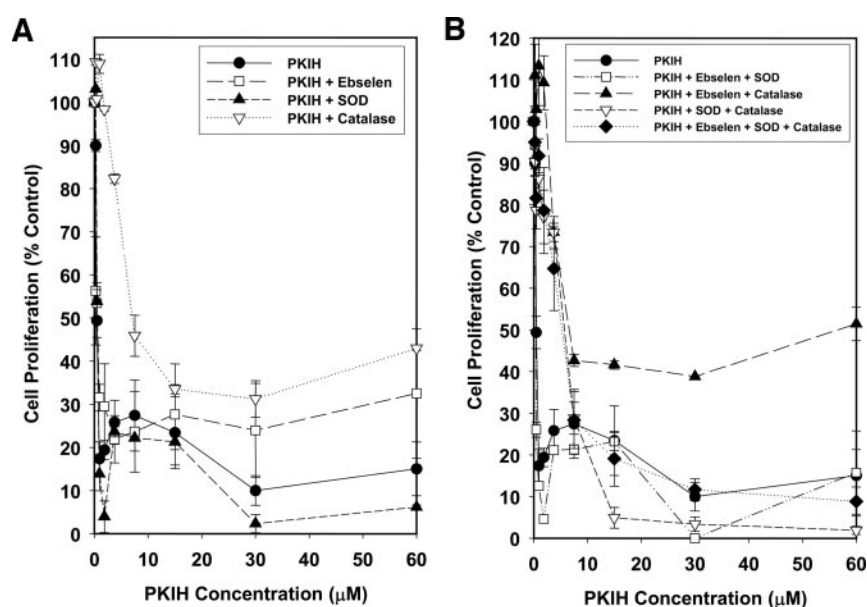 A
110
100
90
80
70
60
50
40
30
20
10
0
Cell Proliferation (% Control)
PKIH
PKIH + Ebselen
PKIH + SOD
PKIH + Catalase
0 10 20 30 40 50 60
PKIH Concentration (μM)
B
120
110
100
90
80
70
60
50
40
30
20
10
0
Cell Proliferation (% Control)
PKIH
PKIH + Ebselen + SOD
PKIH + Ebselen + Catalase
PKIH + SOD + Catalase
PKIH + Ebselen + SOD + Catalase
0 10 20 30 40 50 60
PKIH Concentration (μM)